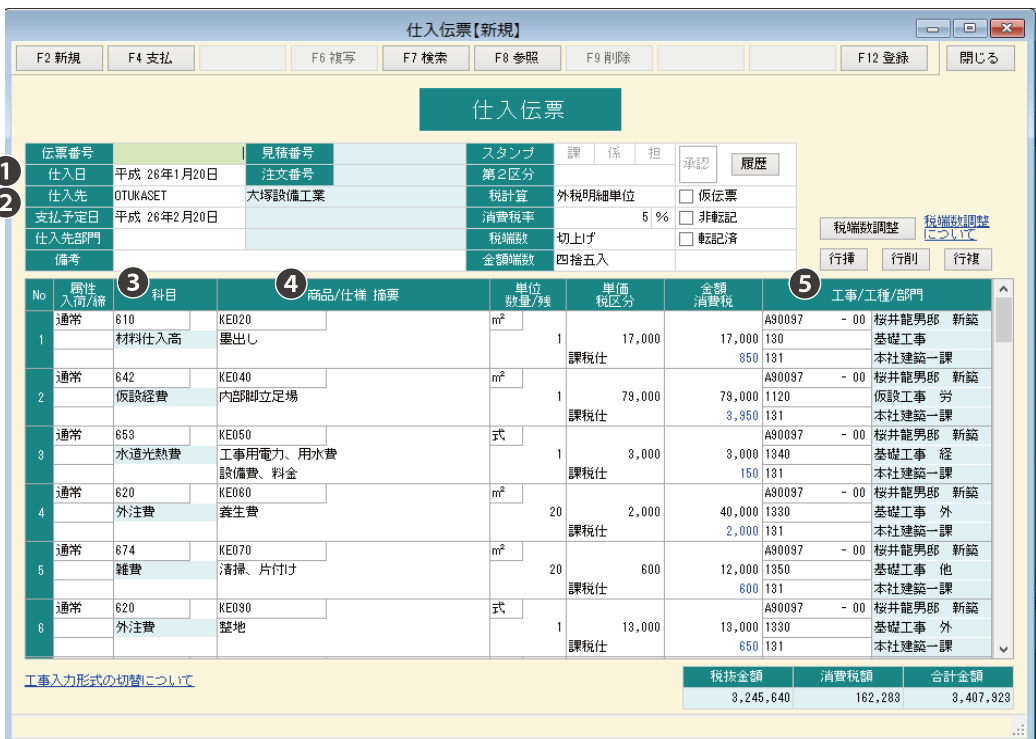 仕入伝票【新規】
F2 新規 F4 支払 F6 複写 F7 検索 F8 参照 F9 削除 F12 登録 閉じる
仕入伝票
伝票番号 見積番号 スタンプ 課 係 担 承認 履歴
1 仕入日 平成 26年1月20日 注文番号 第2区分
2 仕入先 OTUKASET 大塚設備工業 税計算 外税明細単位 仮伝票
支払予定日 平成 26年2月20日 消費税率 5 % 非転記 税端数調整 税端数調整について
仕入先部門 税端数 切上げ 転記済
備考 金額端数 四捨五入 行挿 行削 行複
No 属性 3 科目 4 商品/仕様 摘要 単位 単価 金額 5 工事/工種/部門
入荷/締 数量/残 税区分 消費税
通常 610 KE020 m² A90097 - 00 桜井龍男邸 新築
1 材料仕入高 墨出し 1 17,000 17,000 130 基礎工事
課税仕 850 131 本社建築一課
通常 642 KE040 m² A90097 - 00 桜井龍男邸 新築
2 仮設経費 内部脚立足場 1 79,000 79,000 1120 仮設工事 労
課税仕 3,950 131 本社建築一課
通常 653 KE050 式 A90097 - 00 桜井龍男邸 新築
3 水道光熱費 工事用電力、用水費 1 3,000 3,000 1340 基礎工事 経
設備費、料金 課税仕 150 131 本社建築一課
通常 620 KE060 m² A90097 - 00 桜井龍男邸 新築
4 外注費 養生費 20 2,000 40,000 1330 基礎工事 外
課税仕 2,000 131 本社建築一課
通常 674 KE070 m² A90097 - 00 桜井龍男邸 新築
5 雑費 清掃、片付け 20 600 12,000 1350 基礎工事 他
課税仕 600 131 本社建築一課
通常 620 KE090 式 A90097 - 00 桜井龍男邸 新築
6 外注費 整地 1 13,000 13,000 1330 基礎工事 外
課税仕 650 131 本社建築一課
工事入力形式の切替について 税抜金額 消費税額 合計金額
3,245,640 162,283 3,407,923